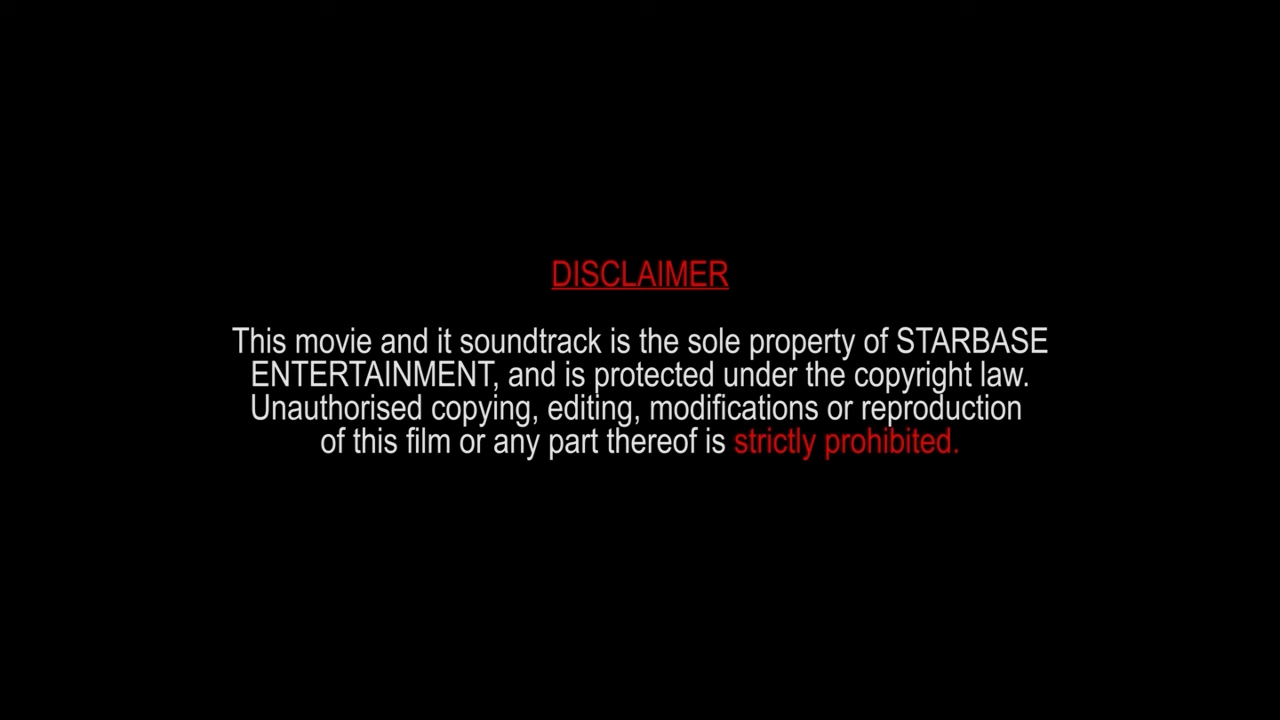 DISCLAIMER
This movie and it soundtrack is the sole property of STARBASE
ENTERTAINMENT, and is protected under the copyright law.
Unauthorised copying, editing, modifications or reproduction
of this film or any part thereof is strictly prohibited.